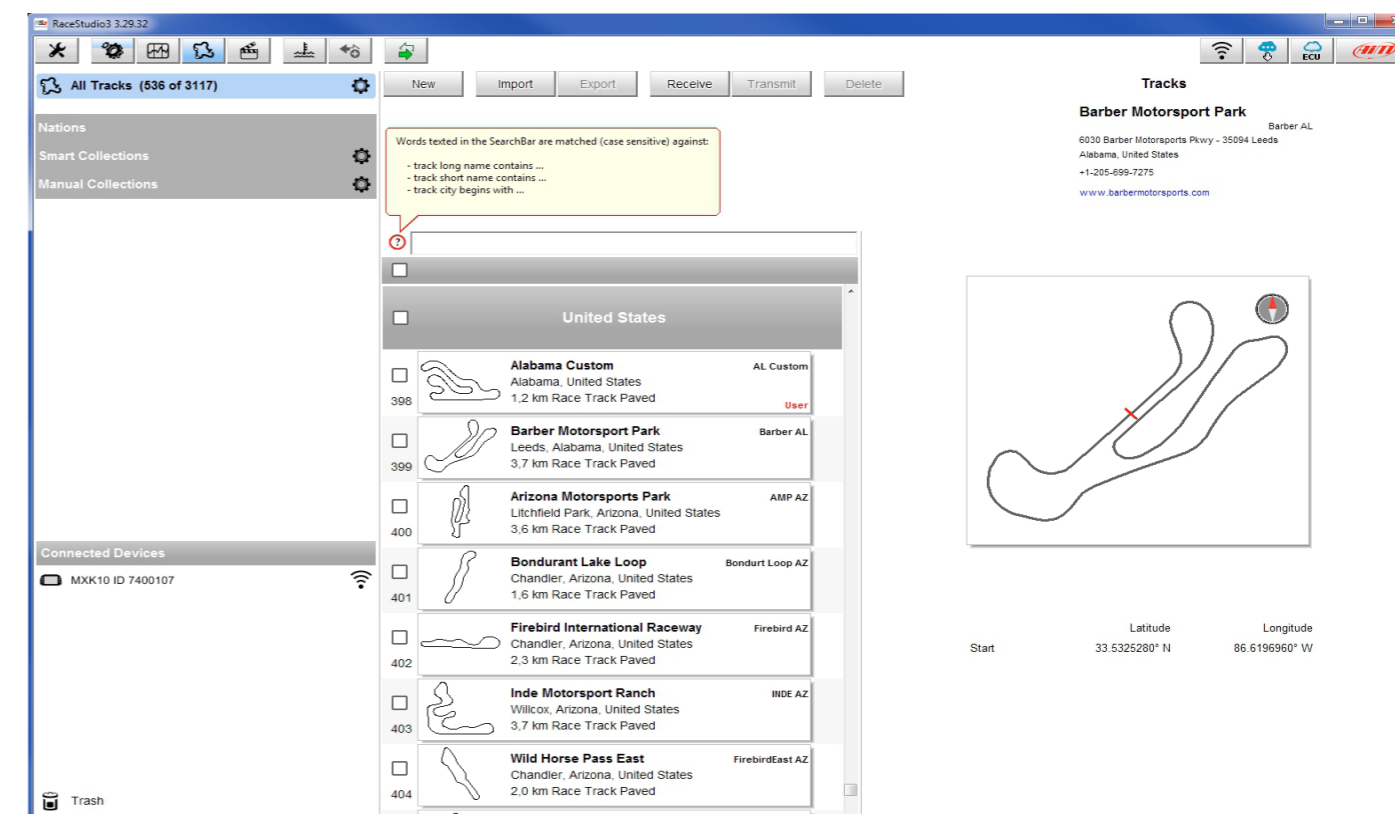 RaceStudio3 3.29.32
ECU
AiM
All Tracks (536 of 3117)
Nations
Smart Collections
Manual Collections
Connected Devices
MXK10 ID 7400107
Trash
New
Import
Export
Receive
Transmit
Delete
Words texted in the SearchBar are matched (case sensitive) against:
- track long name contains ...
- track short name contains ...
- track city begins with ...
?
United States
398
Alabama Custom
AL Custom
Alabama, United States
1,2 km Race Track Paved
User
399
Barber Motorsport Park
Barber AL
Leeds, Alabama, United States
3,7 km Race Track Paved
400
Arizona Motorsports Park
AMP AZ
Litchfield Park, Arizona, United States
3,6 km Race Track Paved
401
Bondurant Lake Loop
Bondurt Loop AZ
Chandler, Arizona, United States
1,6 km Race Track Paved
402
Firebird International Raceway
Firebird AZ
Chandler, Arizona, United States
2,3 km Race Track Paved
403
Inde Motorsport Ranch
INDE AZ
Willcox, Arizona, United States
3,7 km Race Track Paved
404
Wild Horse Pass East
FirebirdEast AZ
Chandler, Arizona, United States
2,0 km Race Track Paved
Tracks
Barber Motorsport Park
Barber AL
6030 Barber Motorsports Pkwy - 35094 Leeds
Alabama, United States
+1-205-699-7275
www.barbermotorsports.com
Latitude
Longitude
Start
33.5325280° N
86.6196960° W